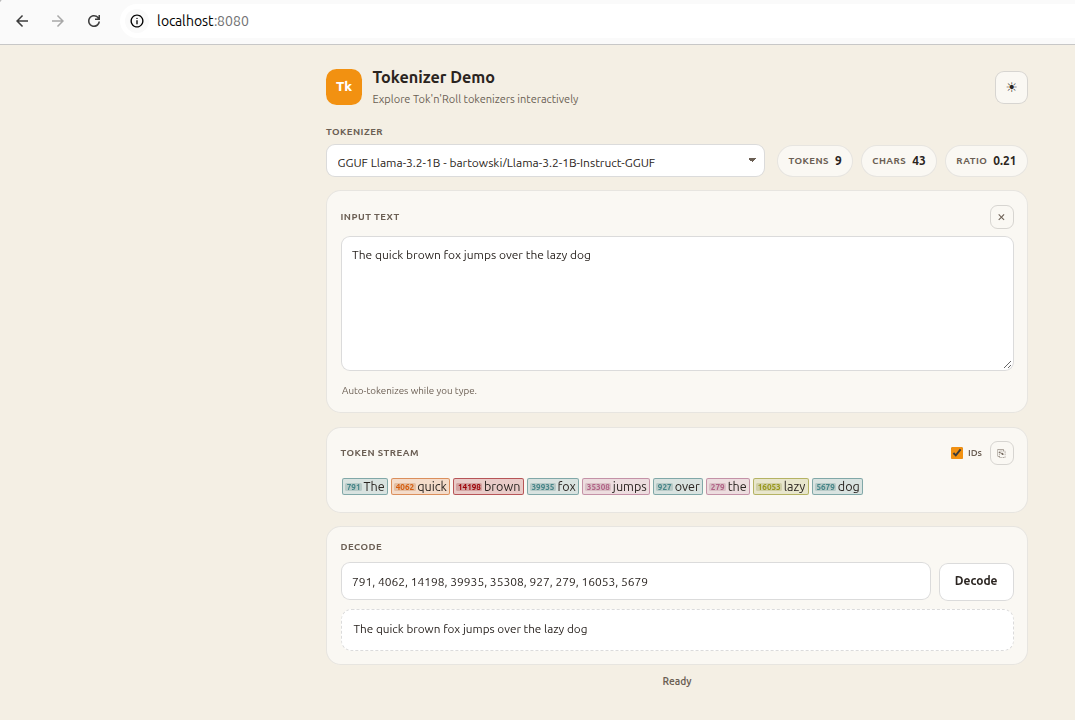 localhost:8080
Tk
Tokenizer Demo
Explore Tok'n'Roll tokenizers interactively
TOKENIZER
GGUF Llama-3.2-1B - bartowski/Llama-3.2-1B-Instruct-GGUF
TOKENS 9
CHARS 43
RATIO 0.21
INPUT TEXT
The quick brown fox jumps over the lazy dog
Auto-tokenizes while you type.
TOKEN STREAM
IDs
791 The 4062 quick 14198 brown 39935 fox 35308 jumps 927 over 279 the 16053 lazy 5679 dog
DECODE
791, 4062, 14198, 39935, 35308, 927, 279, 16053, 5679
Decode
The quick brown fox jumps over the lazy dog
Ready